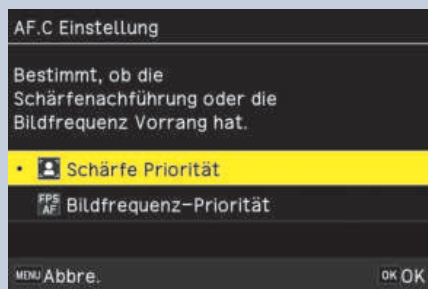 AF.C Einstellung
Bestimmt, ob die
Schärfenachführung oder die
Bildfrequenz Vorrang hat.
• Schärfe Priorität
FPS AF Bildfrequenz-Priorität
MENU Abbre. OK OK